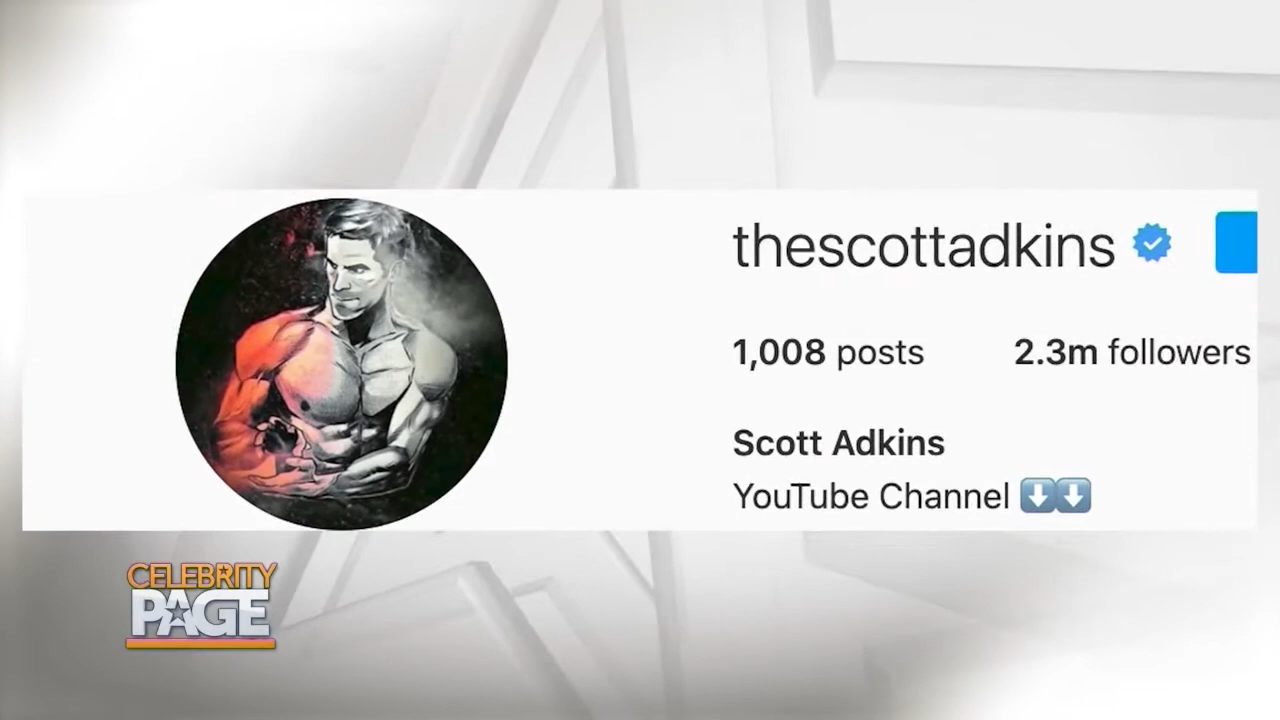 thescottadkins
1,008 posts 2.3m followers
Scott Adkins
YouTube Channel ⬇️⬇️
CELEBRITY
PAGE